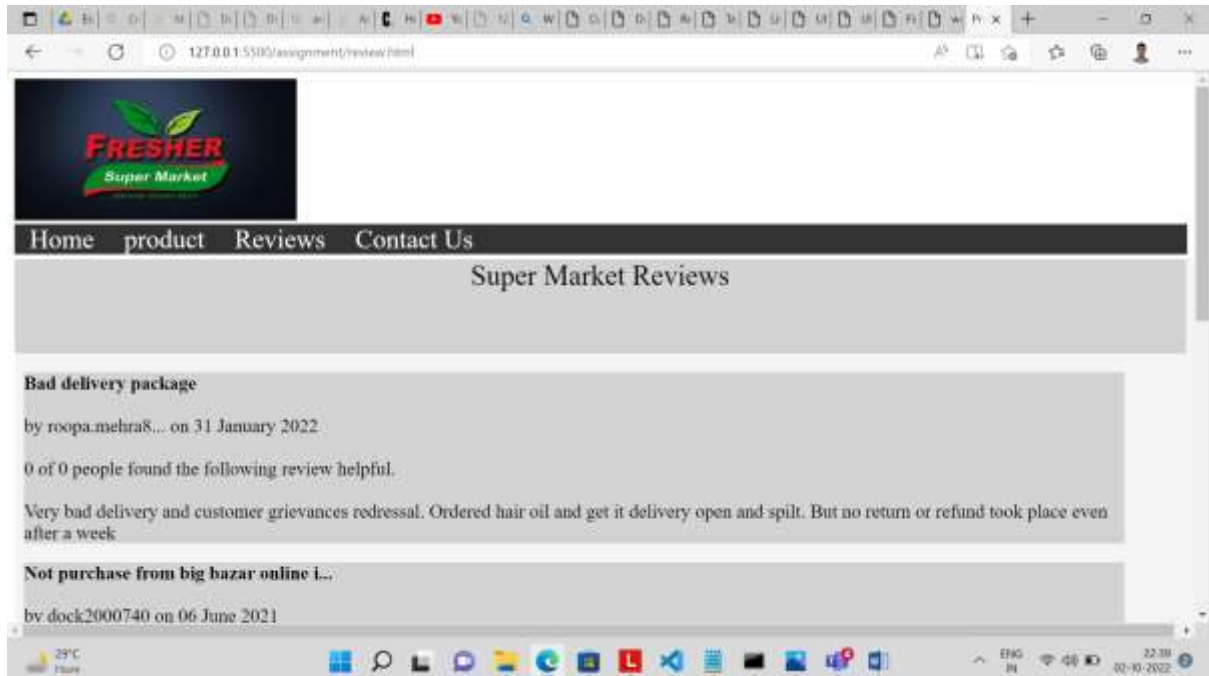 127.0.0.1:5500/assignment/review.html
FRESHER
Super Market
Home product Reviews Contact Us
Super Market Reviews
Bad delivery package
by roopa.mehra8... on 31 January 2022
0 of 0 people found the following review helpful.
Very bad delivery and customer grievances redressal. Ordered hair oil and get it delivery open and spilt. But no return or refund took place even
after a week
Not purchase from big bazar online i...
by dock2000740 on 06 June 2021
29°C
Haze
ENG
IN
22:39
02-10-2022